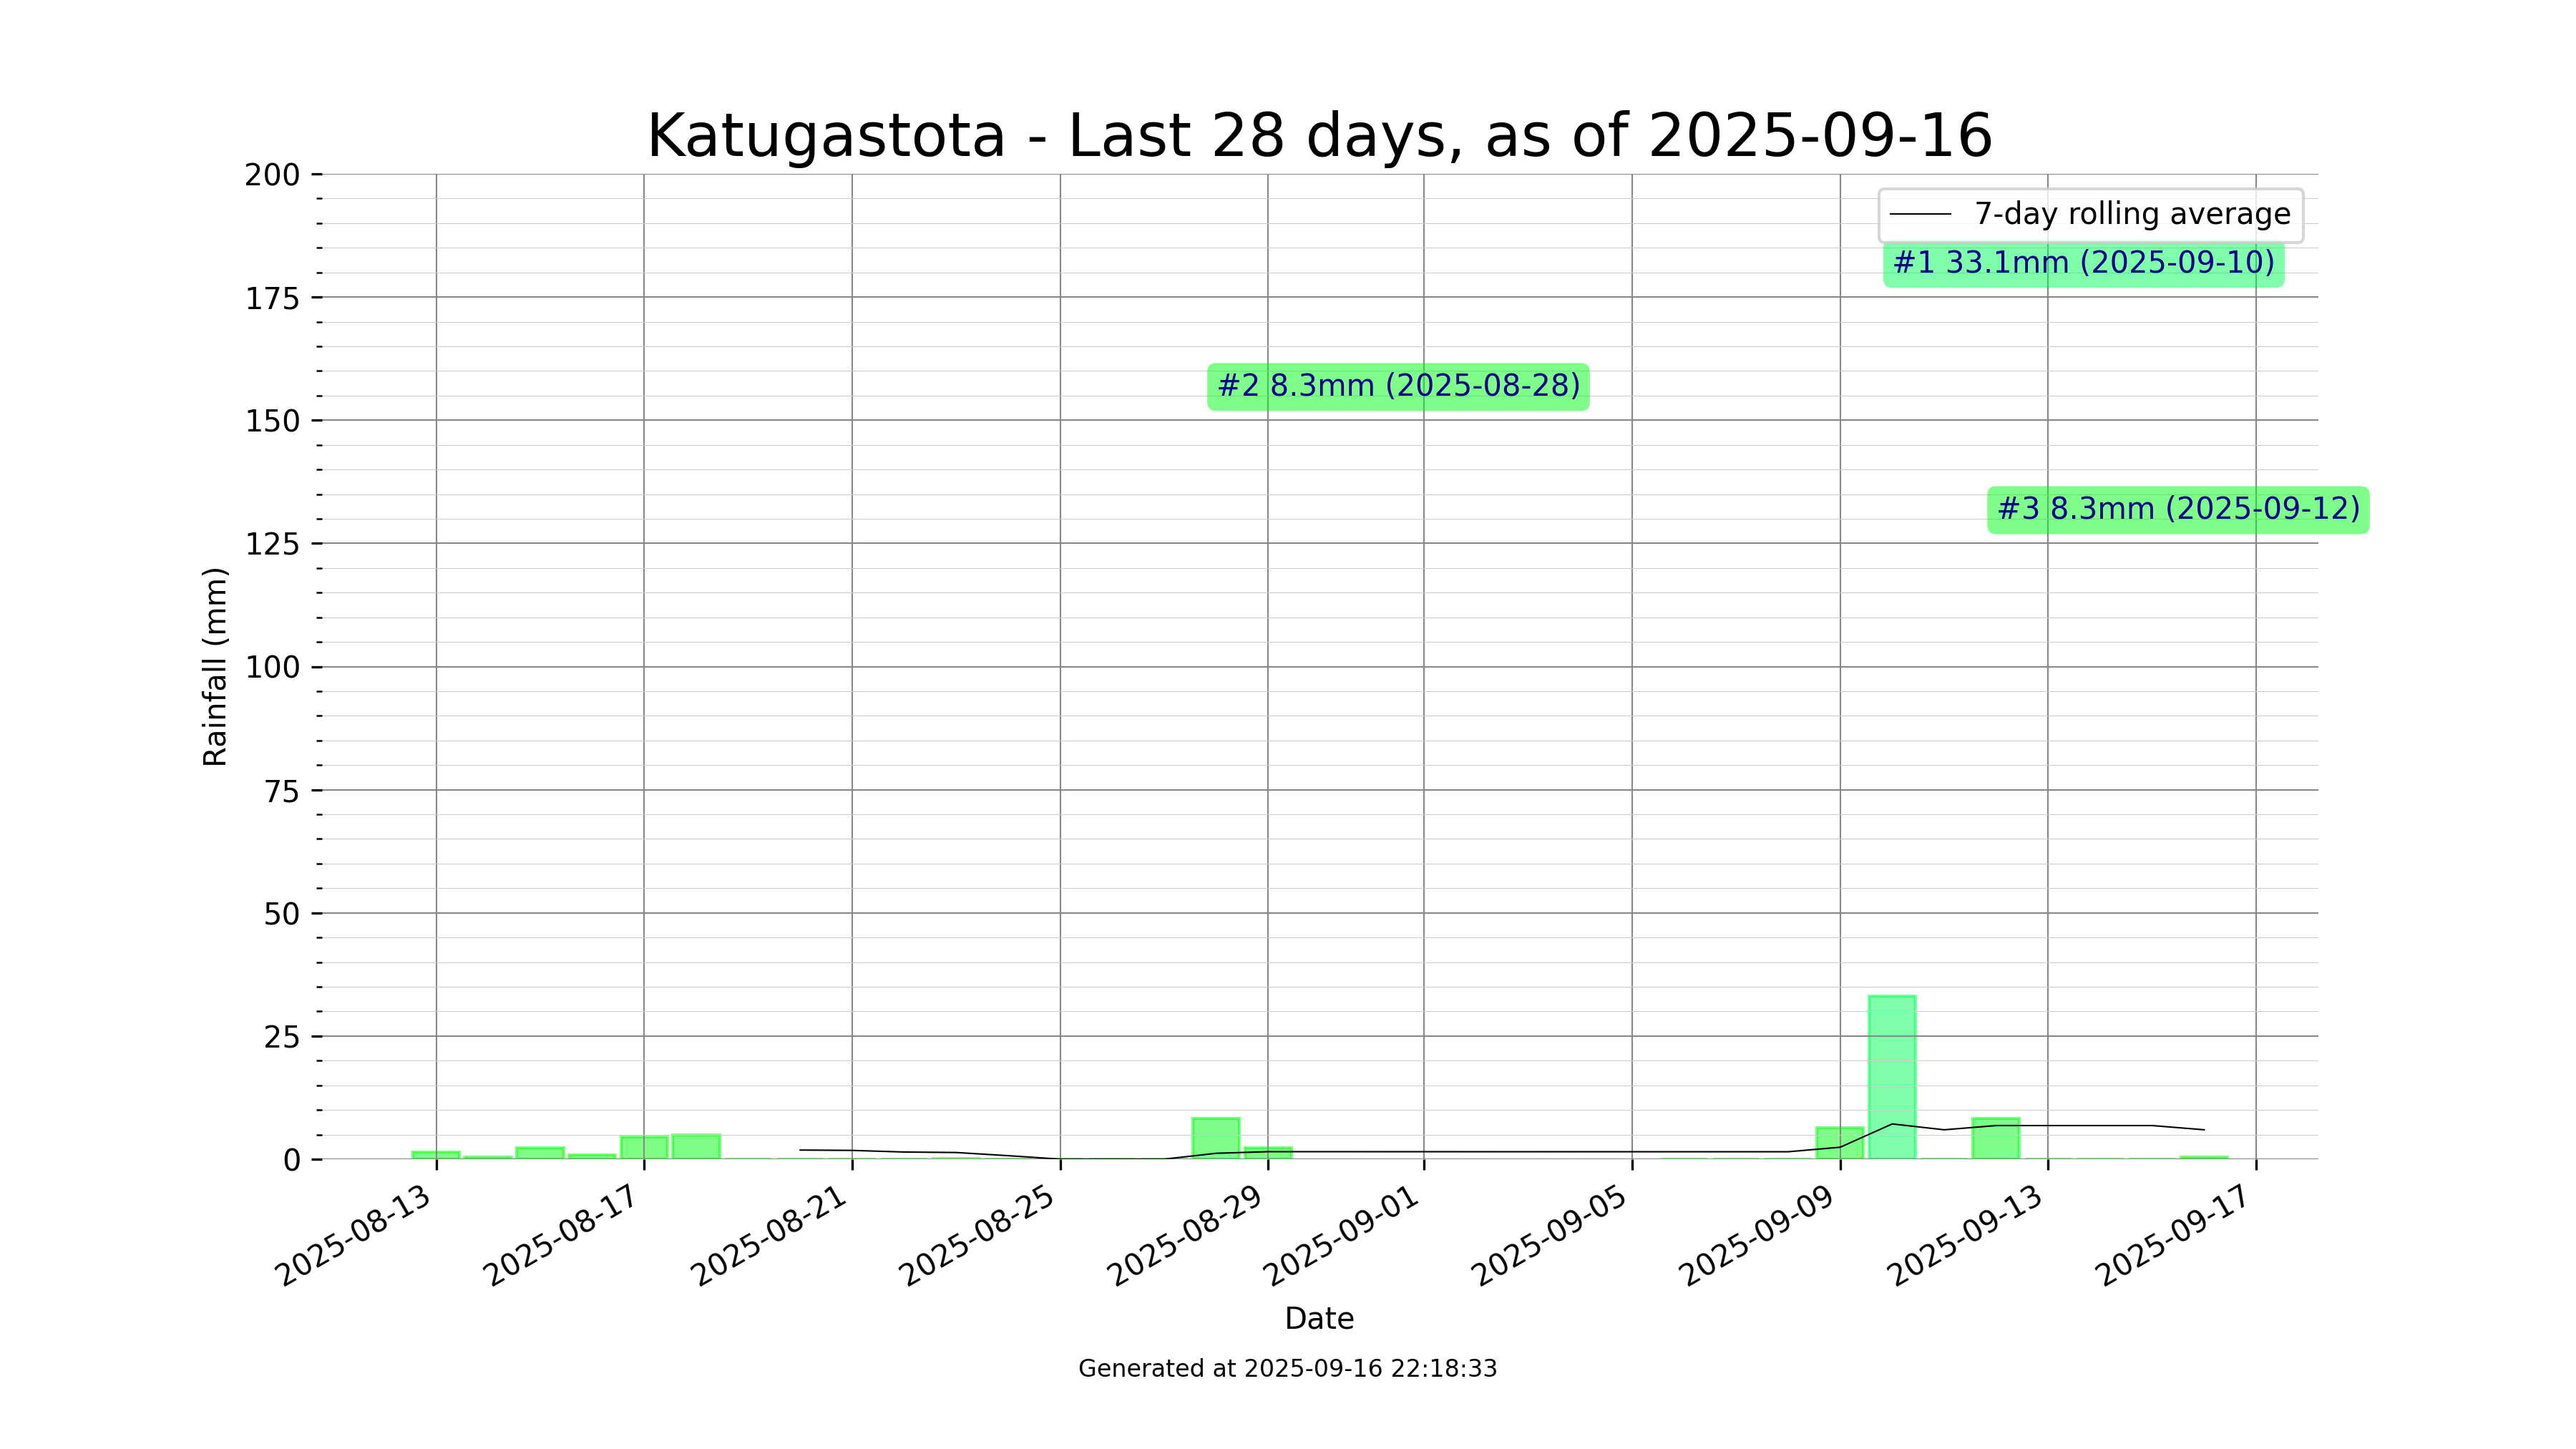 Katugastota - Last 28 days, as of 2025-09-16
200
175
150
125
100
75
50
25
0
Rainfall (mm)
7-day rolling average
#1 33.1mm (2025-09-10)
#2 8.3mm (2025-08-28)
#3 8.3mm (2025-09-12)
2025-08-13
2025-08-17
2025-08-21
2025-08-25
2025-08-29
2025-09-01
2025-09-05
2025-09-09
2025-09-13
2025-09-17
Date
Generated at 2025-09-16 22:18:33